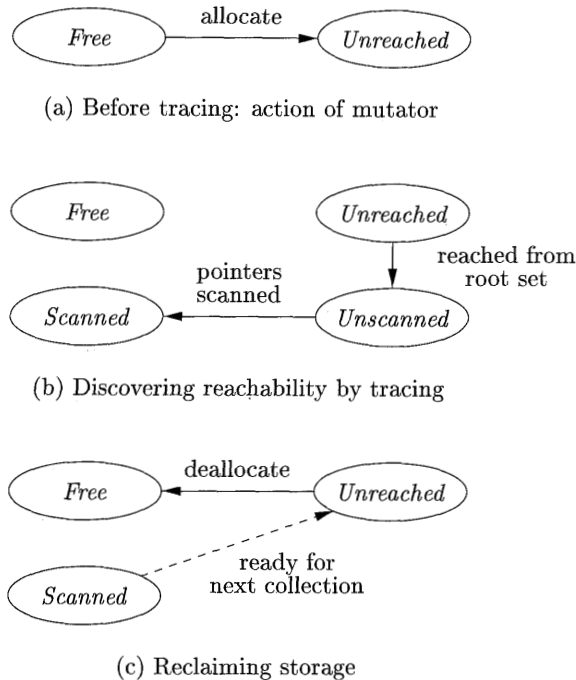 allocate
Free
Unreached
(a) Before tracing: action of mutator
Free
Unreached
reached from
root set
pointers
scanned
Scanned
Unscanned
(b) Discovering reachability by tracing
deallocate
Free
Unreached
ready for
next collection
Scanned
(c) Reclaiming storage